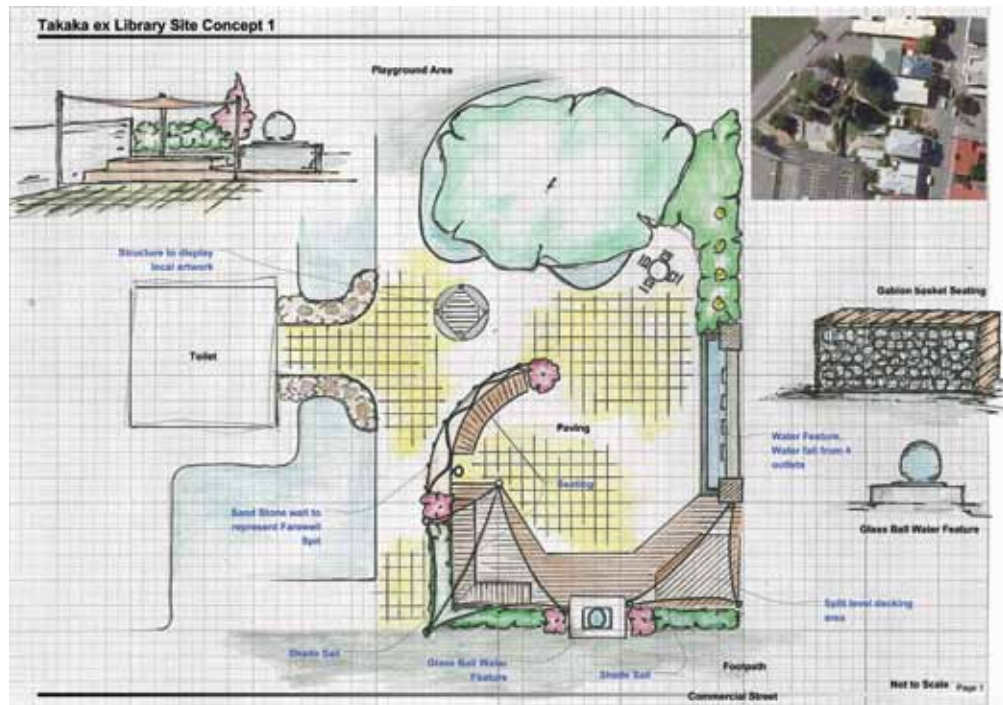 Takaka ex Library Site Concept 1
Playground Area
Structure to display
local artwork
Toilet
Gabion basket Seating
Paving
Seating
Water Feature.
Water fall from 4
outlets
Sand Stone wall to
represent Farewell
Spit
Glass Ball Water Feature
Split level decking
area
Shade Sail
Glass Ball Water
Feature
Shade Sail
Footpath
Commercial Street
Not to Scale
Page 1